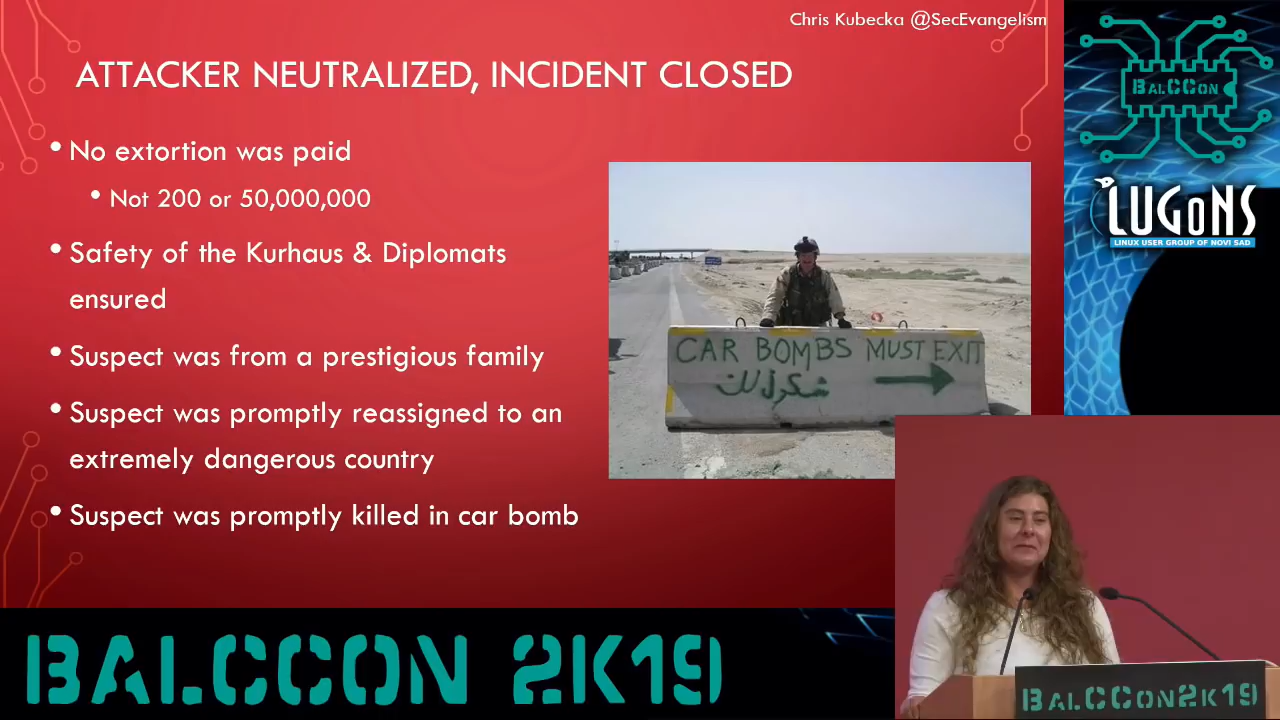 Chris Kubecka @SecEvangelism
ATTACKER NEUTRALIZED, INCIDENT CLOSED
• No extortion was paid
• Not 200 or 50,000,000
• Safety of the Kurhaus & Diplomats
ensured
• Suspect was from a prestigious family
• Suspect was promptly reassigned to an
extremely dangerous country
• Suspect was promptly killed in car bomb
CAR BOMBS MUST EXIT
BALCCON
LUGONS
LINUX USER GROUP OF NOVI SAD
BALCCON 2K19
BALCCON2K19